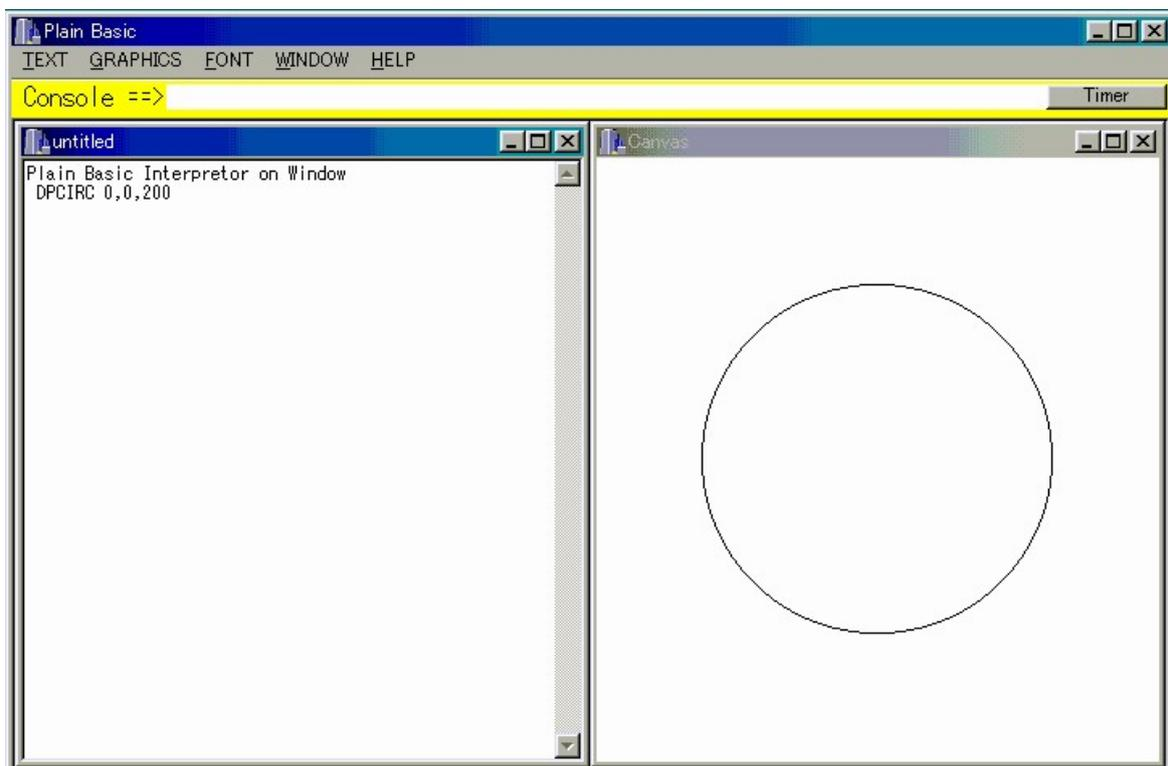 Plain Basic
TEXT GRAPHICS FONT WINDOW HELP
Console ==> Timer
untitled
Plain Basic Interpretor on Window
DPCIRC 0,0,200
Canvas